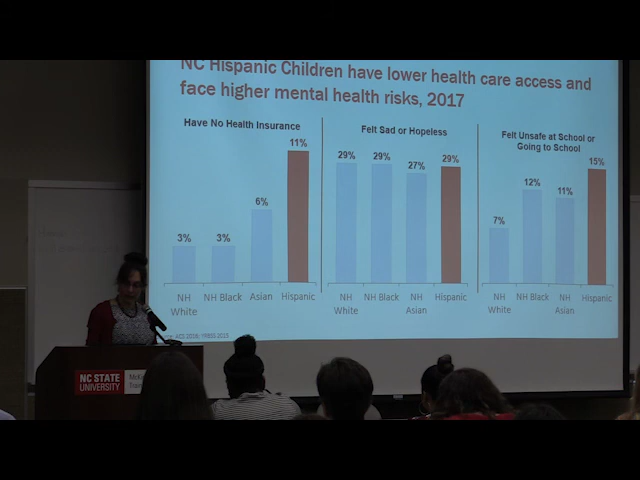 NC Hispanic Children have lower health care access and
face higher mental health risks, 2017
Have No Health Insurance
11%
6%
3%
3%
NH White
NH Black
Asian
Hispanic
Felt Sad or Hopeless
29%
29%
27%
29%
NH White
NH Black
NH Asian
Hispanic
Felt Unsafe at School or
Going to School
15%
12%
11%
7%
NH White
NH Black
NH Asian
Hispanic
NC STATE
UNIVERSITY